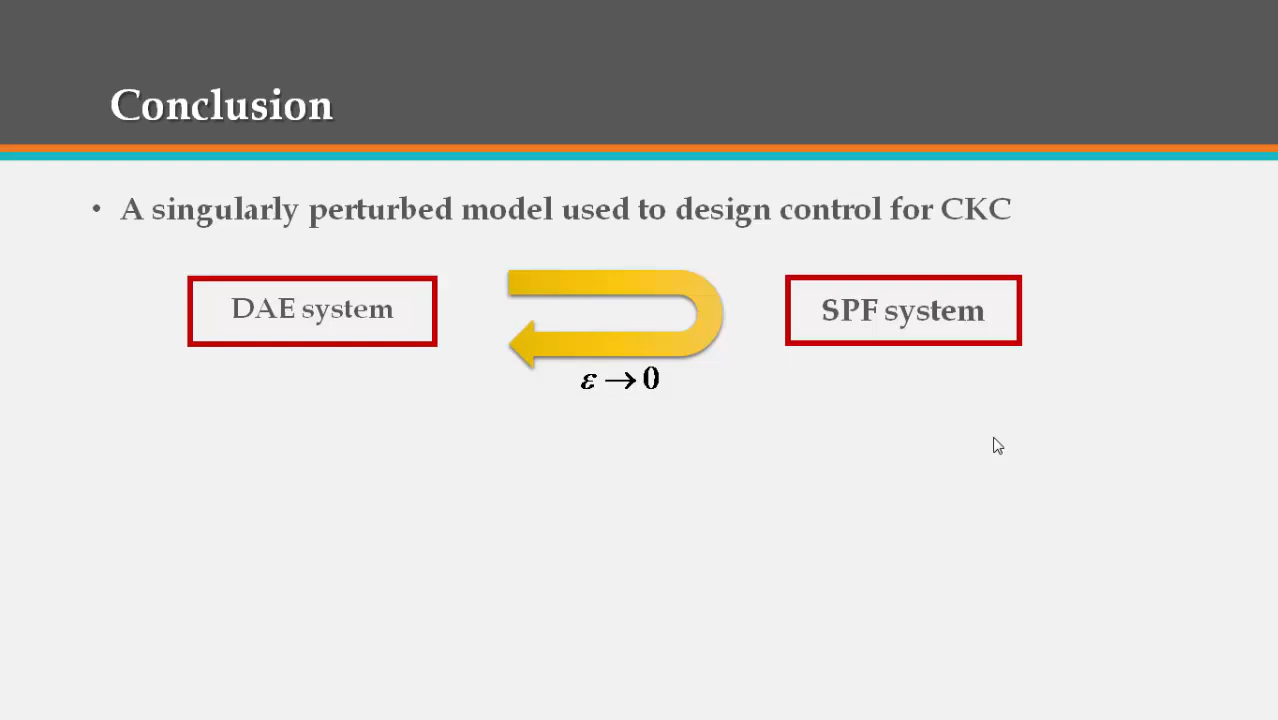 Conclusion
• A singularly perturbed model used to design control for CKC
DAE system
SPF system
ε → 0